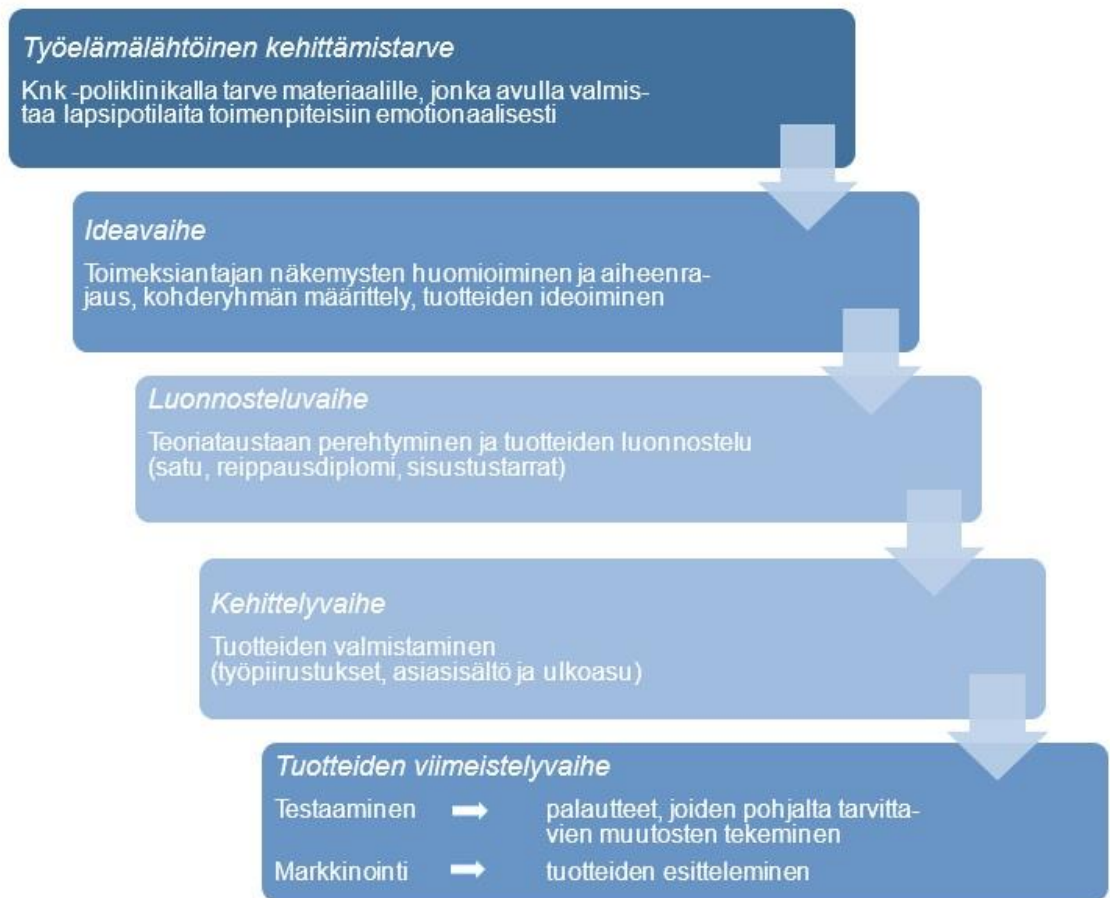 Työelämälähtöinen kehittämistarve
Knk -poliklinikalla tarve materiaalille, jonka avulla valmis-
taa lapsipotilaita toimenpiteisiin emotionaalisesti
Ideavaihe
Toimeksiantajan näkemysten huomioiminen ja aiheenra-
jaus, kohderyhmän määrittely, tuotteiden ideoiminen
Luonnosteluvaihe
Teoriataustaan perehtyminen ja tuotteiden luonnostelu
(satu, reippausdiplomi, sisustustarrat)
Kehittelyvaihe
Tuotteiden valmistaminen
(työpiirustukset, asiasisältö ja ulkoasu)
Tuotteiden viimeistelyvaihe
Testaaminen palautteet, joiden pohjalta tarvitta-
vien muutosten tekeminen
Markkinointi tuotteiden esitteleminen